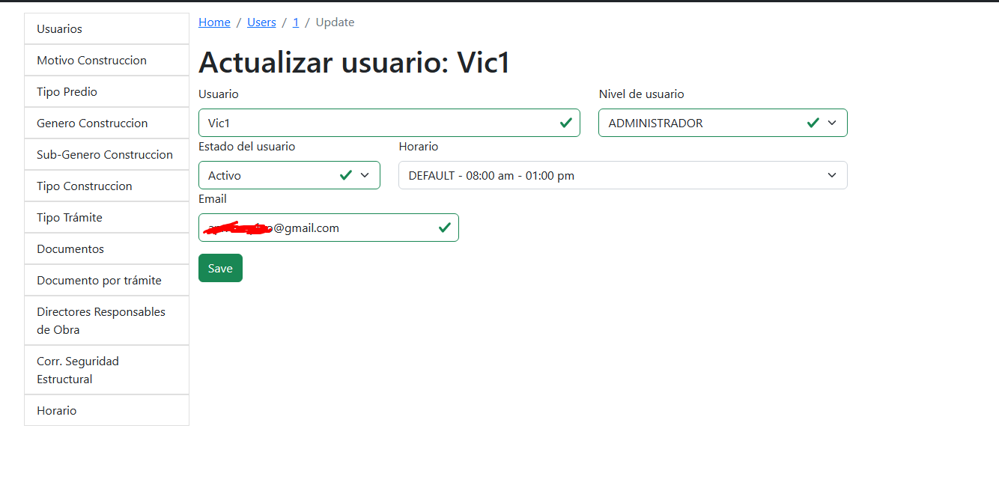 Usuarios
Motivo Construccion
Tipo Predio
Genero Construccion
Sub-Genero Construccion
Tipo Construccion
Tipo Trámite
Documentos
Documento por trámite
Directores Responsables
de Obra
Corr. Seguridad
Estructural
Horario
Home / Users / 1 / Update
Actualizar usuario: Vic1
Usuario
Nivel de usuario
Vic1
ADMINISTRADOR
Estado del usuario
Horario
Activo
DEFAULT - 08:00 am - 01:00 pm
Email
@gmail.com
Save